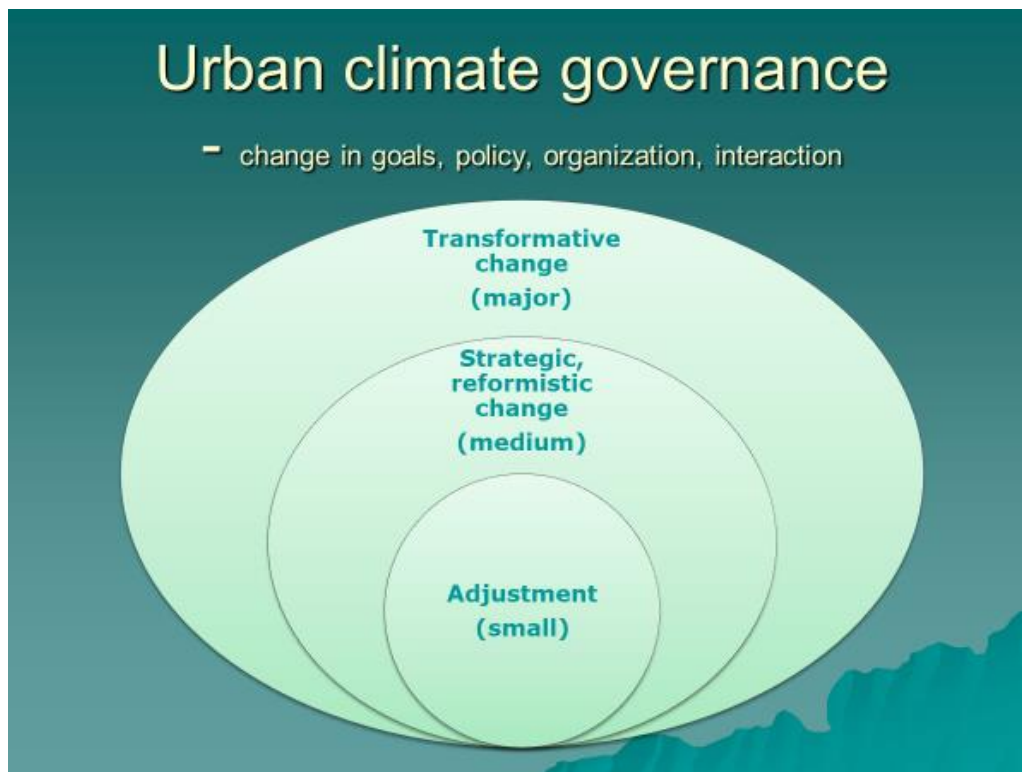 Urban climate governance
- change in goals, policy, organization, interaction
Transformative
change
(major)
Strategic,
reformistic
change
(medium)
Adjustment
(small)